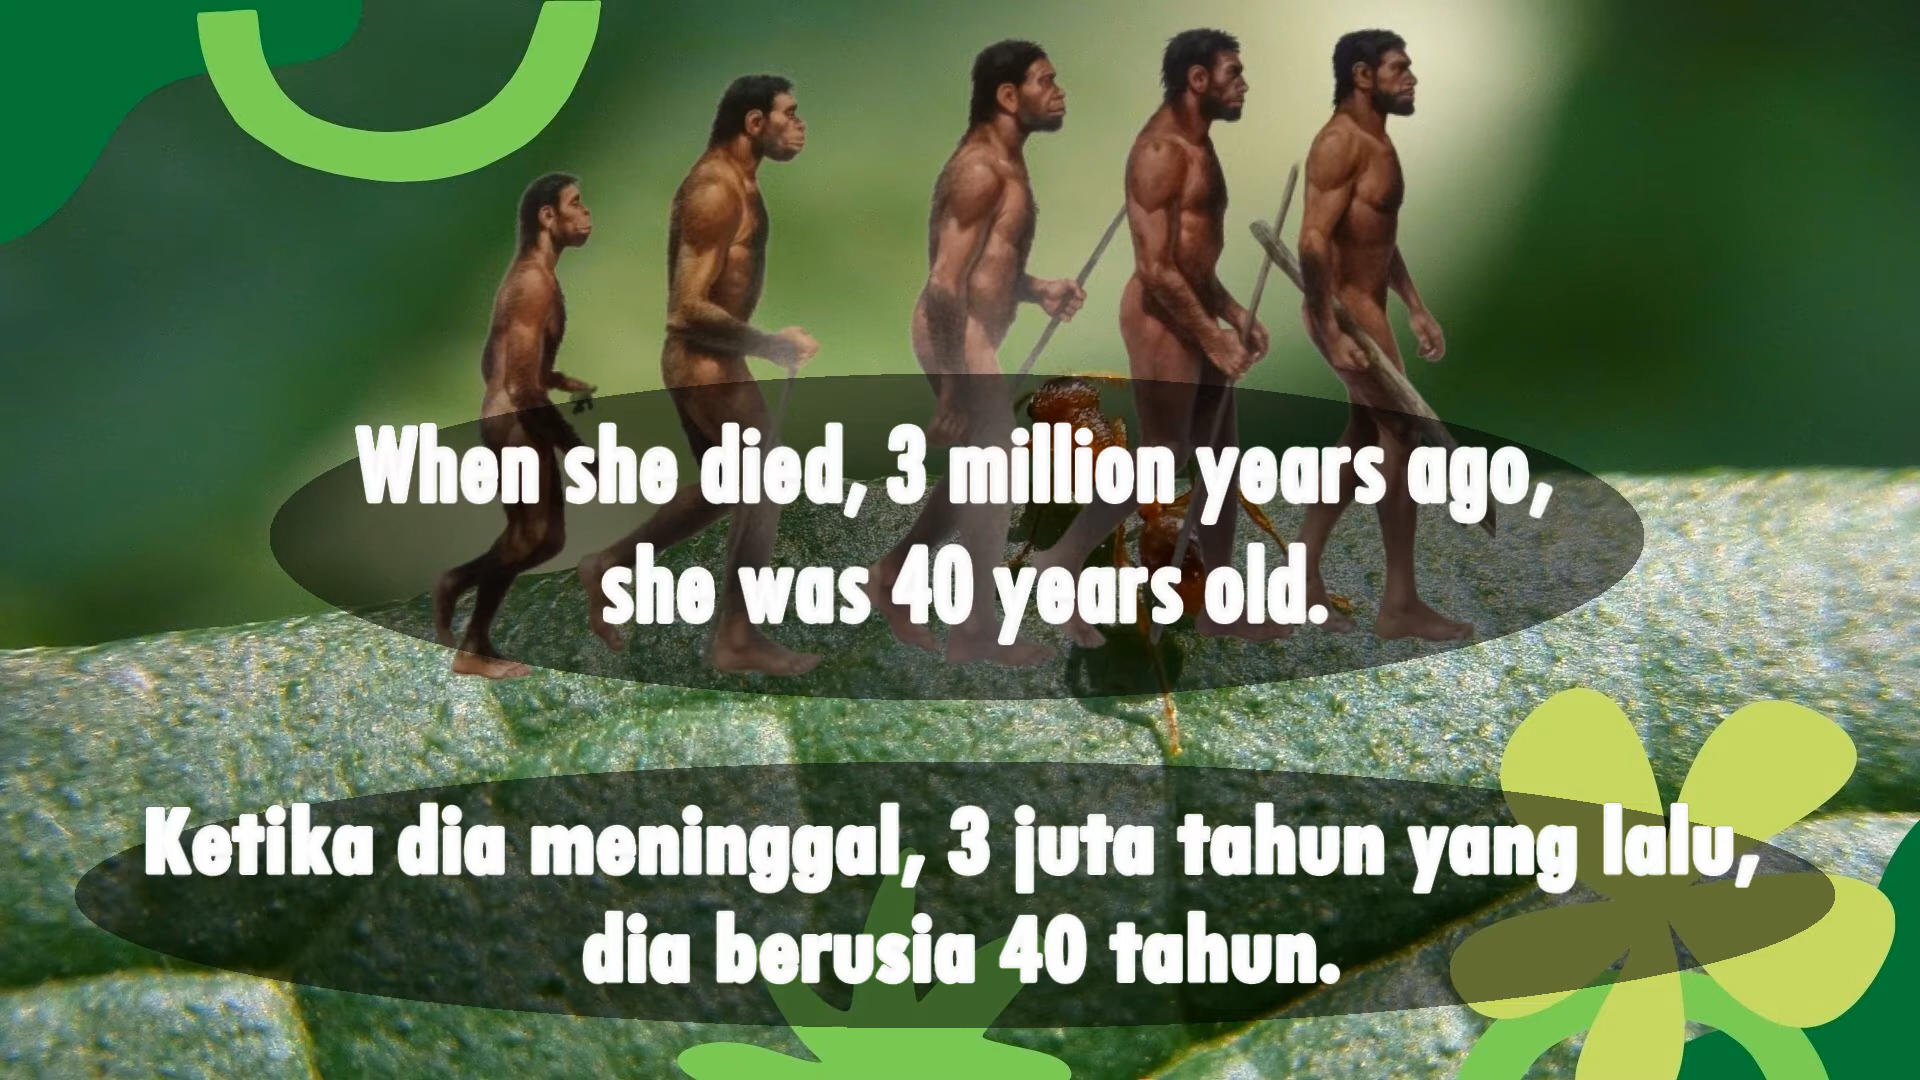 When she died, 3 million years ago,
she was 40 years old.
Ketika dia meninggal, 3 juta tahun yang lalu,
dia berusia 40 tahun.